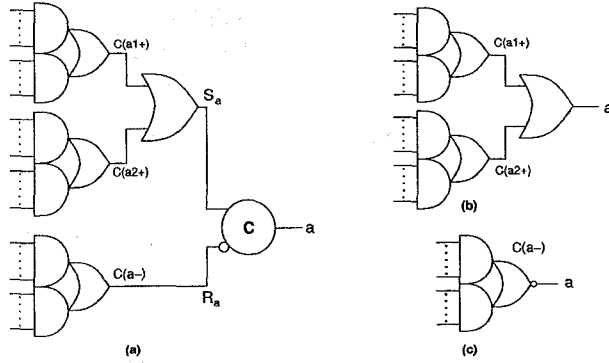 C(a1+)
S_a
C(a2+)
C
a
C(a-)
R_a
(a)
C(a1+)
a
C(a2+)
(b)
C(a-)
a
(c)